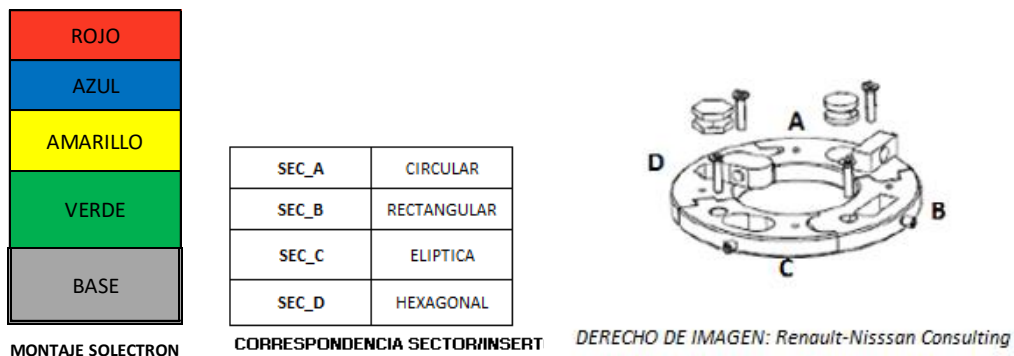 ROJO
AZUL
AMARILLO
VERDE
BASE
MONTAJE SOLECTRON
SEC_A CIRCULAR
SEC_B RECTANGULAR
SEC_C ELIPTICA
SEC_D HEXAGONAL
CORRESPONDENCIA SECTOR/INSERT
A
D
B
C
DERECHO DE IMAGEN: Renault-Nisssan Consulting